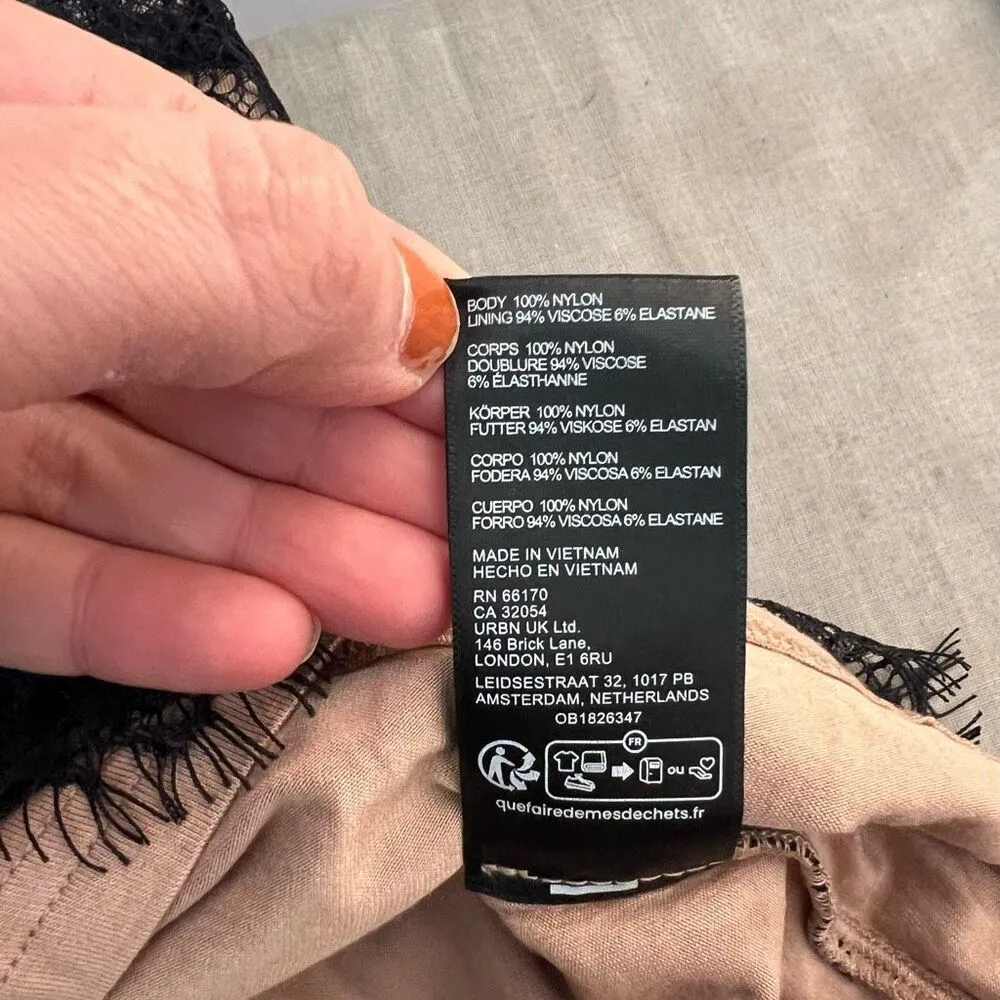 BODY 100% NYLON
LINING 94% VISCOSE 6% ELASTANE
CORPS 100% NYLON
DOUBLURE 94% VISCOSE
6% ÉLASTHANNE
KÖRPER 100% NYLON
FUTTER 94% VISKOSE 6% ELASTAN
CORPO 100% NYLON
FODERA 94% VISCOSA 6% ELASTAN
CUERPO 100% NYLON
FORRO 94% VISCOSA 6% ELASTANE
MADE IN VIETNAM
HECHO EN VIETNAM
RN 66170
CA 32054
URBN UK Ltd.
146 Brick Lane,
LONDON, E1 6RU
LEIDSESTRAAT 32, 1017 PB
AMSTERDAM, NETHERLANDS
OB1826347
FR
ou
quefairedemesdechets.fr